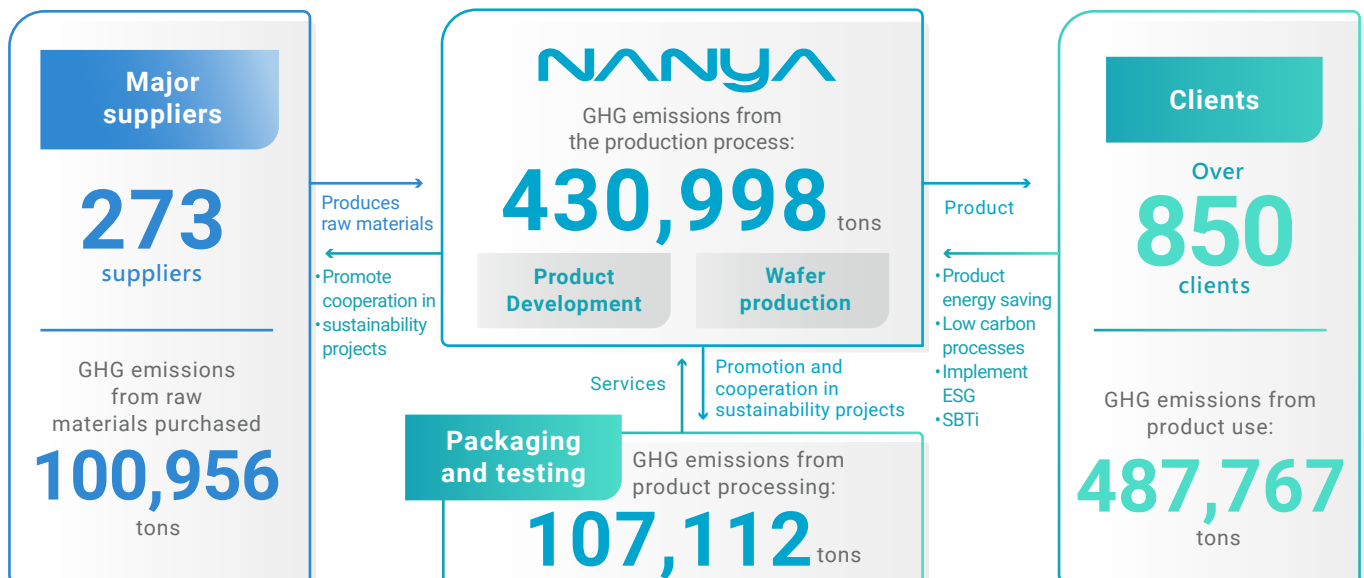 Major
suppliers
273
suppliers
GHG emissions
from raw
materials purchased
100,956
tons
Produces
raw materials
•Promote
cooperation in
•sustainability
projects
NANYA
GHG emissions from
the production process:
430,998 tons
Product
Development
Wafer
production
Services
Promotion and
cooperation in
sustainability projects
Packaging
and testing
GHG emissions from
product processing:
107,112 tons
Product
•Product
energy saving
•Low carbon
processes
•Implement
ESG
•SBTi
Clients
Over
850
clients
GHG emissions from
product use:
487,767
tons